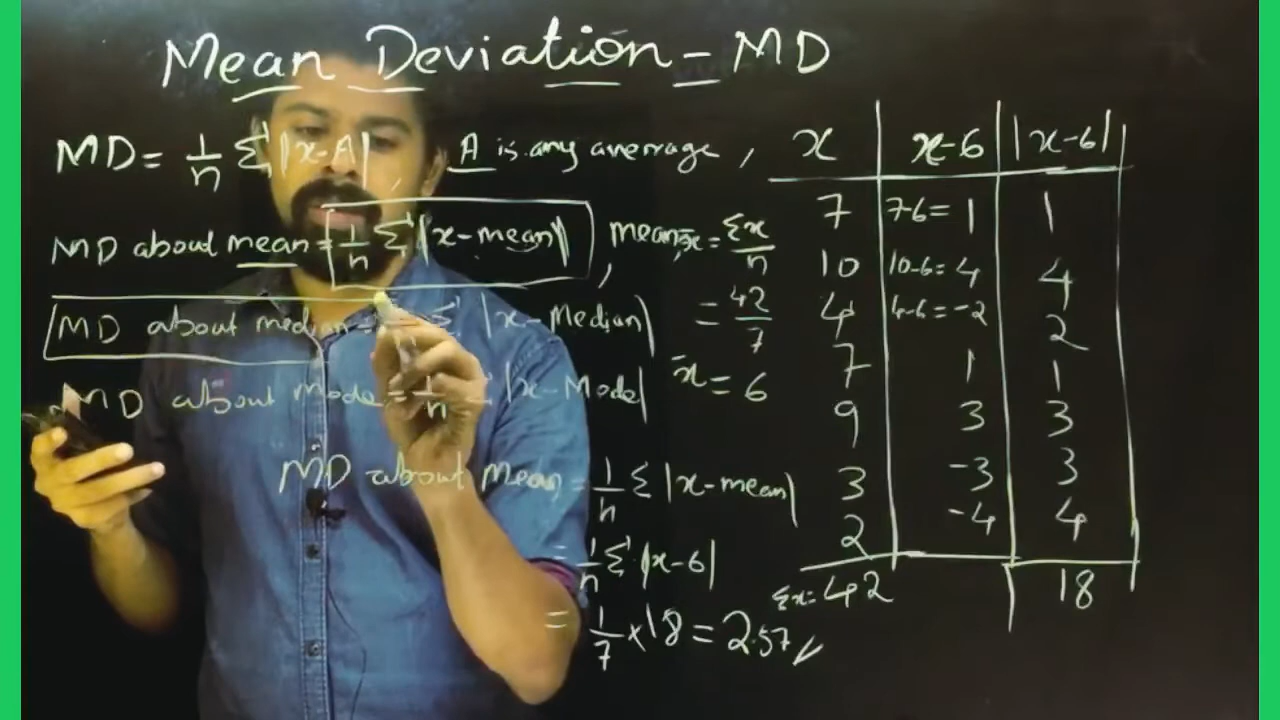 Mean Deviation - MD
MD = 1/n Σ|x-A| , A is any average ,
MD about mean = 1/n Σ|x-mean| , mean, x̄ = Σx/n
= 42/7
x̄ = 6
MD about median = Σ |x-Median|
MD about Mode = 1/n Σ |x-Mode|
MD about Mean = 1/n Σ |x-mean|
= 1/n Σ |x-6|
= 1/7 x 18 = 2.57
x x-6 |x-6|
7 7-6= 1 1
10 10-6= 4 4
4 4-6= -2 2
7 1 1
9 3 3
3 -3 3
2 -4 4
Σx= 42 18